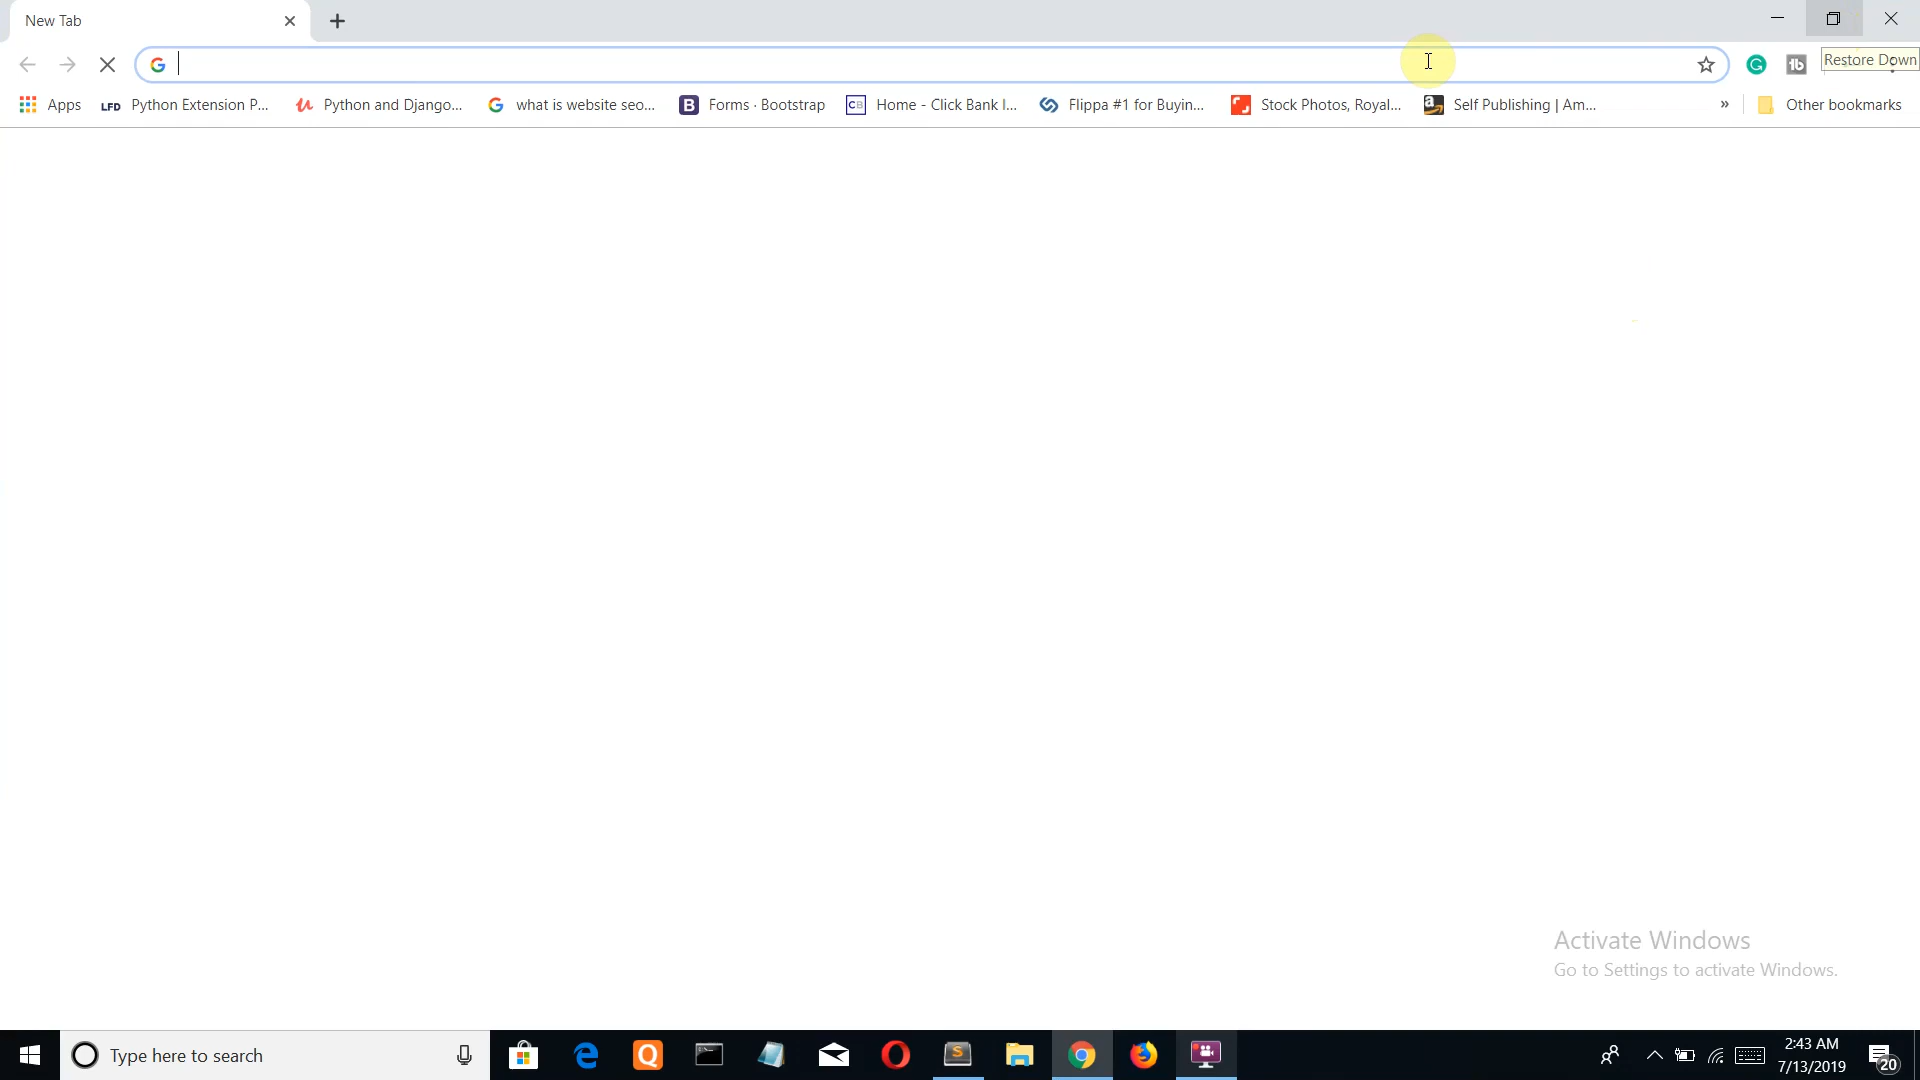 New Tab
Restore Down
Apps
LFD Python Extension P...
Python and Django...
what is website seo...
B Forms · Bootstrap
CB Home - Click Bank I...
Flippa #1 for Buyin...
Stock Photos, Royal...
a Self Publishing | Am...
» Other bookmarks
Activate Windows
Go to Settings to activate Windows.
Type here to search
2:43 AM
7/13/2019
20